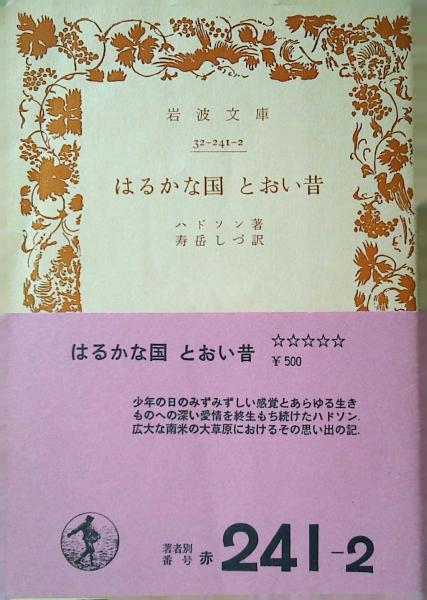 岩波文庫
32-241-2
はるかな国 とおい昔
ハドソン著
寿岳しづ訳
はるかな国 とおい昔
☆☆☆☆☆
¥500
少年の日のみずみずしい感覚とあらゆる生き
ものへの深い愛情を終生もち続けたハドソン.
広大な南米の大草原におけるその思い出の記.
著者別
番号 赤 241-2